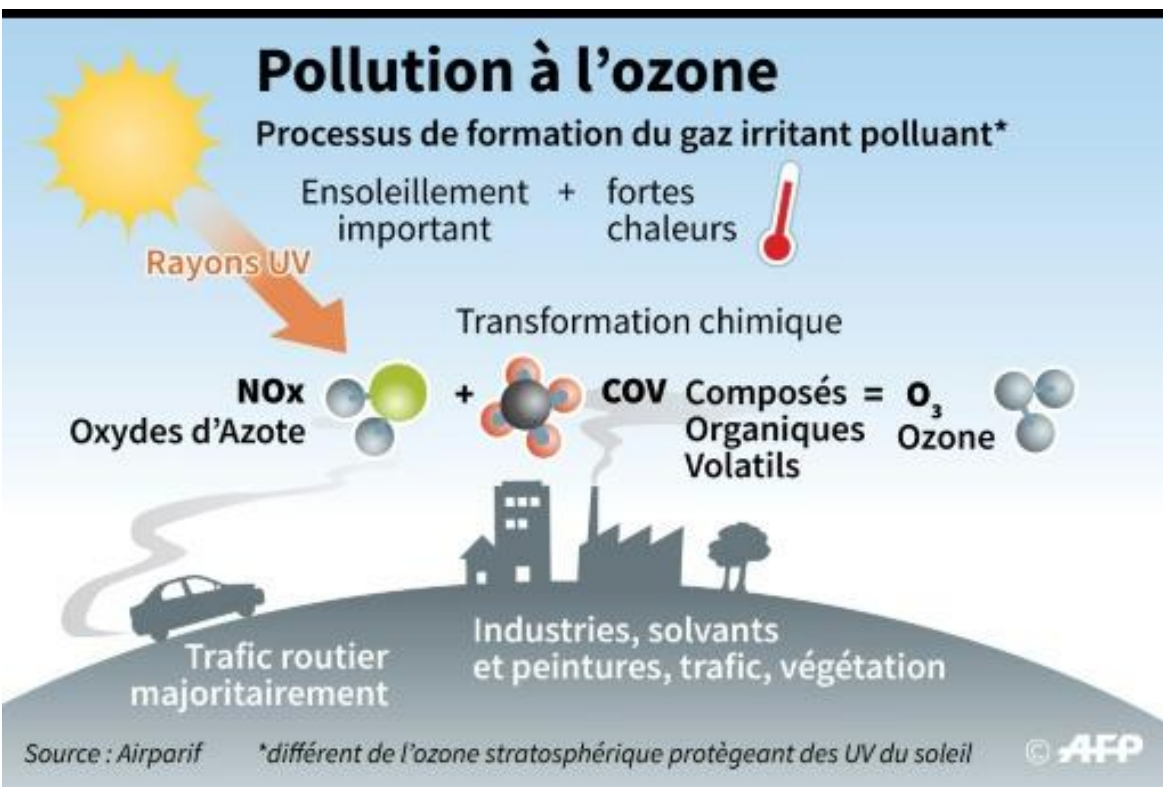 Pollution à l'ozone
Processus de formation du gaz irritant polluant*
Ensoleillement + fortes
important chaleurs
Rayons UV
Transformation chimique
NOx + COV Composés = O₃
Oxydes d'Azote Organiques Ozone
Volatils
Trafic routier
majoritairement
Industries, solvants
et peintures, trafic, végétation
Source : Airparif *différent de l'ozone stratosphérique protègeant des UV du soleil © AFP